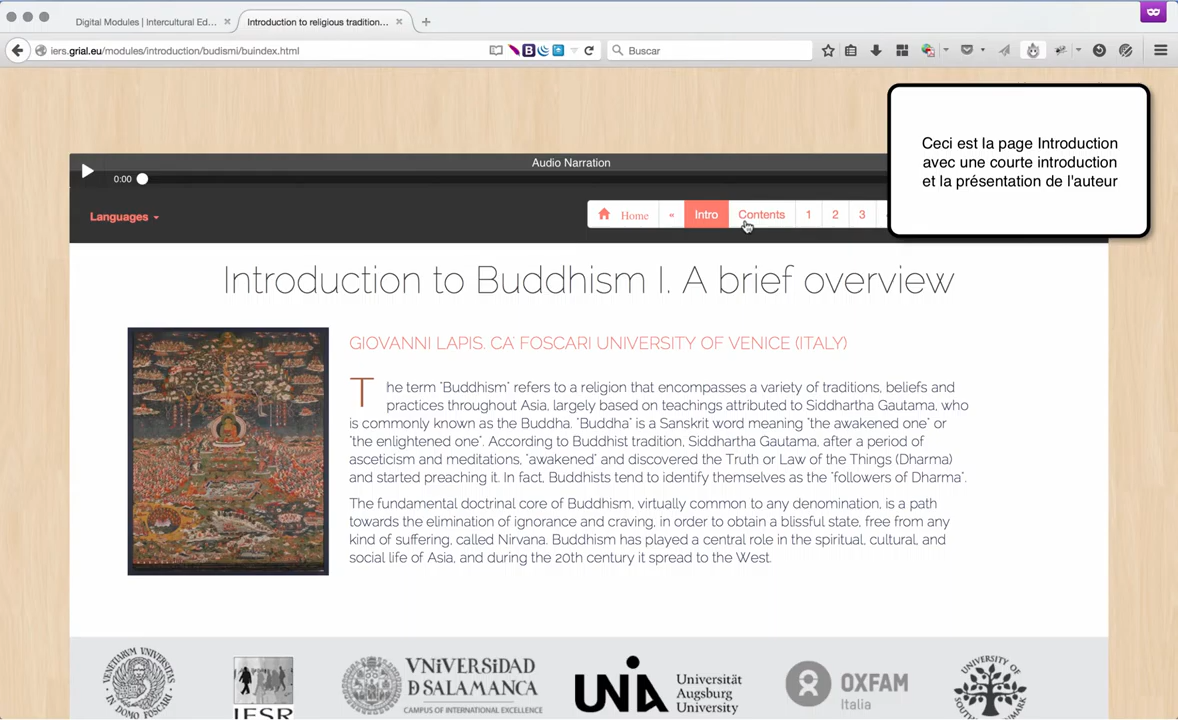 Digital Modules | Intercultural Ed...
Introduction to religious tradition...
iers.grial.eu/modules/introduction/budismi/buindex.html
Buscar
Ceci est la page Introduction
avec une courte introduction
et la présentation de l'auteur
Audio Narration
0:00
Languages
Home « Intro Contents 1 2 3
Introduction to Buddhism I. A brief overview
GIOVANNI LAPIS. CA' FOSCARI UNIVERSITY OF VENICE (ITALY)
The term "Buddhism" refers to a religion that encompasses a variety of traditions, beliefs and
practices throughout Asia, largely based on teachings attributed to Siddhartha Gautama, who
is commonly known as the Buddha. "Buddha" is a Sanskrit word meaning "the awakened one" or
"the enlightened one". According to Buddhist tradition, Siddhartha Gautama, after a period of
asceticism and meditations, "awakened" and discovered the Truth or Law of the Things (Dharma)
and started preaching it. In fact, Buddhists tend to identify themselves as the "followers of Dharma".
The fundamental doctrinal core of Buddhism, virtually common to any denomination, is a path
towards the elimination of ignorance and craving, in order to obtain a blissful state, free from any
kind of suffering, called Nirvana. Buddhism has played a central role in the spiritual, cultural, and
social life of Asia, and during the 20th century it spread to the West.
IESR
VNiVERSiDAD
D SALAMANCA
CAMPUS OF INTERNATIONAL EXCELLENCE
UNA
Universität
Augsburg
University
OXFAM
Italia
UNIVERSITY OF